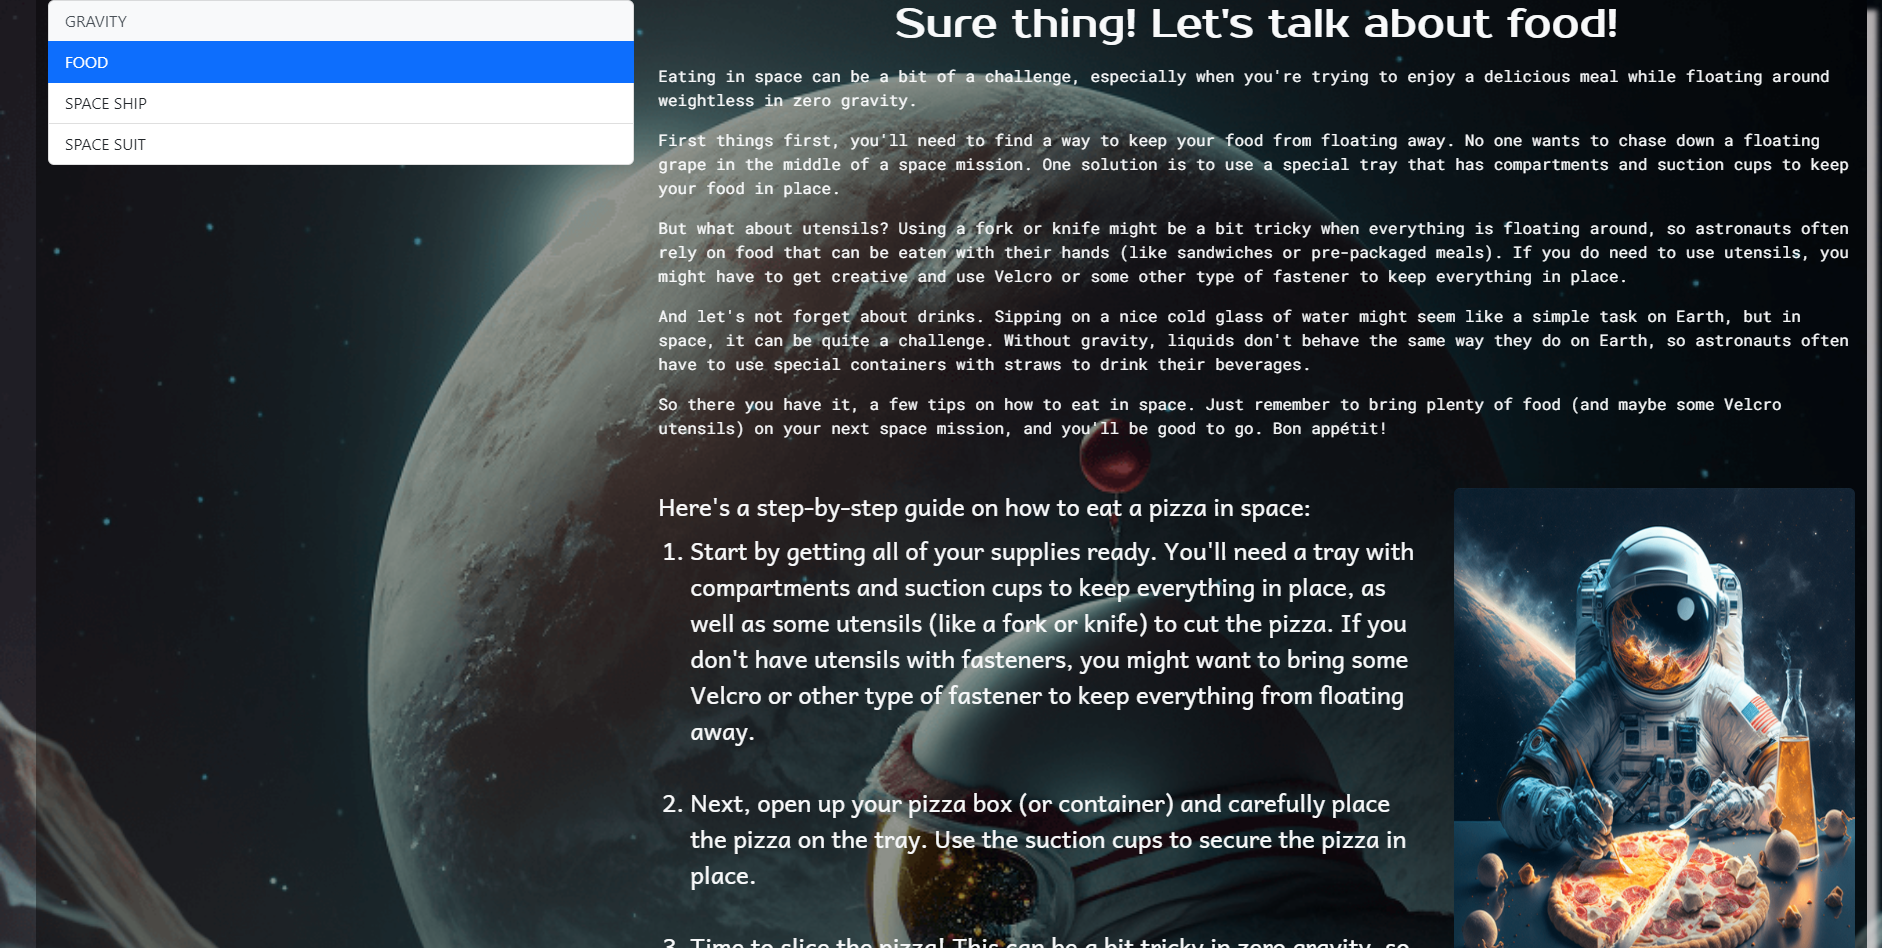 GRAVITY
FOOD
SPACE SHIP
SPACE SUIT
Sure thing! Let's talk about food!
Eating in space can be a bit of a challenge, especially when you're trying to enjoy a delicious meal while floating around
weightless in zero gravity.
First things first, you'll need to find a way to keep your food from floating away. No one wants to chase down a floating
grape in the middle of a space mission. One solution is to use a special tray that has compartments and suction cups to keep
your food in place.
But what about utensils? Using a fork or knife might be a bit tricky when everything is floating around, so astronauts often
rely on food that can be eaten with their hands (like sandwiches or pre-packaged meals). If you do need to use utensils, you
might have to get creative and use Velcro or some other type of fastener to keep everything in place.
And let's not forget about drinks. Sipping on a nice cold glass of water might seem like a simple task on Earth, but in
space, it can be quite a challenge. Without gravity, liquids don't behave the same way they do on Earth, so astronauts often
have to use special containers with straws to drink their beverages.
So there you have it, a few tips on how to eat in space. Just remember to bring plenty of food (and maybe some Velcro
utensils) on your next space mission, and you'll be good to go. Bon appétit!
Here's a step-by-step guide on how to eat a pizza in space:
1. Start by getting all of your supplies ready. You'll need a tray with
compartments and suction cups to keep everything in place, as
well as some utensils (like a fork or knife) to cut the pizza. If you
don't have utensils with fasteners, you might want to bring some
Velcro or other type of fastener to keep everything from floating
away.
2. Next, open up your pizza box (or container) and carefully place
the pizza on the tray. Use the suction cups to secure the pizza in
place.
3. Time to slice the pizza! This can be a bit tricky in zero gravity, so